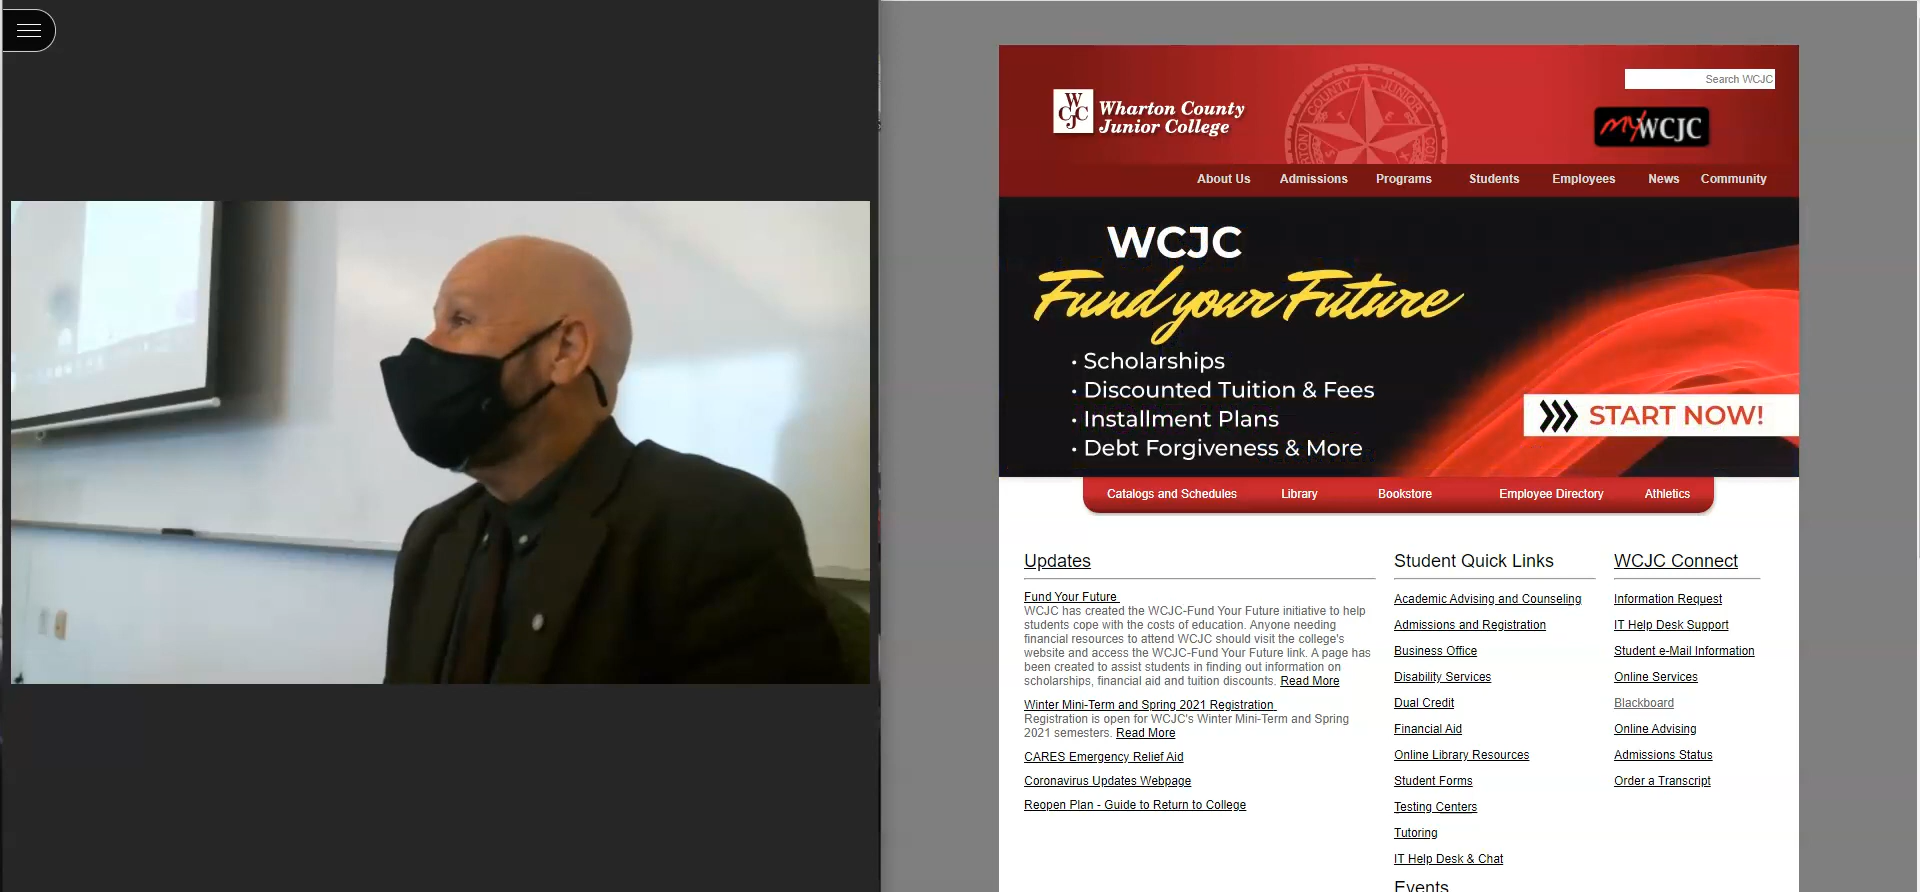 Search WCJC
W
CJC
Wharton County
Junior College
COUNTY JUNIOR
myWCJC
About Us Admissions Programs Students Employees News Community
WCJC
Fund your Future
• Scholarships
• Discounted Tuition & Fees
• Installment Plans
• Debt Forgiveness & More
START NOW!
Catalogs and Schedules Library Bookstore Employee Directory Athletics
Updates
Fund Your Future
WCJC has created the WCJC-Fund Your Future initiative to help
students cope with the costs of education. Anyone needing
financial resources to attend WCJC should visit the college's
website and access the WCJC-Fund Your Future link. A page has
been created to assist students in finding out information on
scholarships, financial aid and tuition discounts. Read More
Winter Mini-Term and Spring 2021 Registration
Registration is open for WCJC's Winter Mini-Term and Spring
2021 semesters. Read More
CARES Emergency Relief Aid
Coronavirus Updates Webpage
Reopen Plan - Guide to Return to College
Student Quick Links
Academic Advising and Counseling
Admissions and Registration
Business Office
Disability Services
Dual Credit
Financial Aid
Online Library Resources
Student Forms
Testing Centers
Tutoring
IT Help Desk & Chat
Events
WCJC Connect
Information Request
IT Help Desk Support
Student e-Mail Information
Online Services
Blackboard
Online Advising
Admissions Status
Order a Transcript